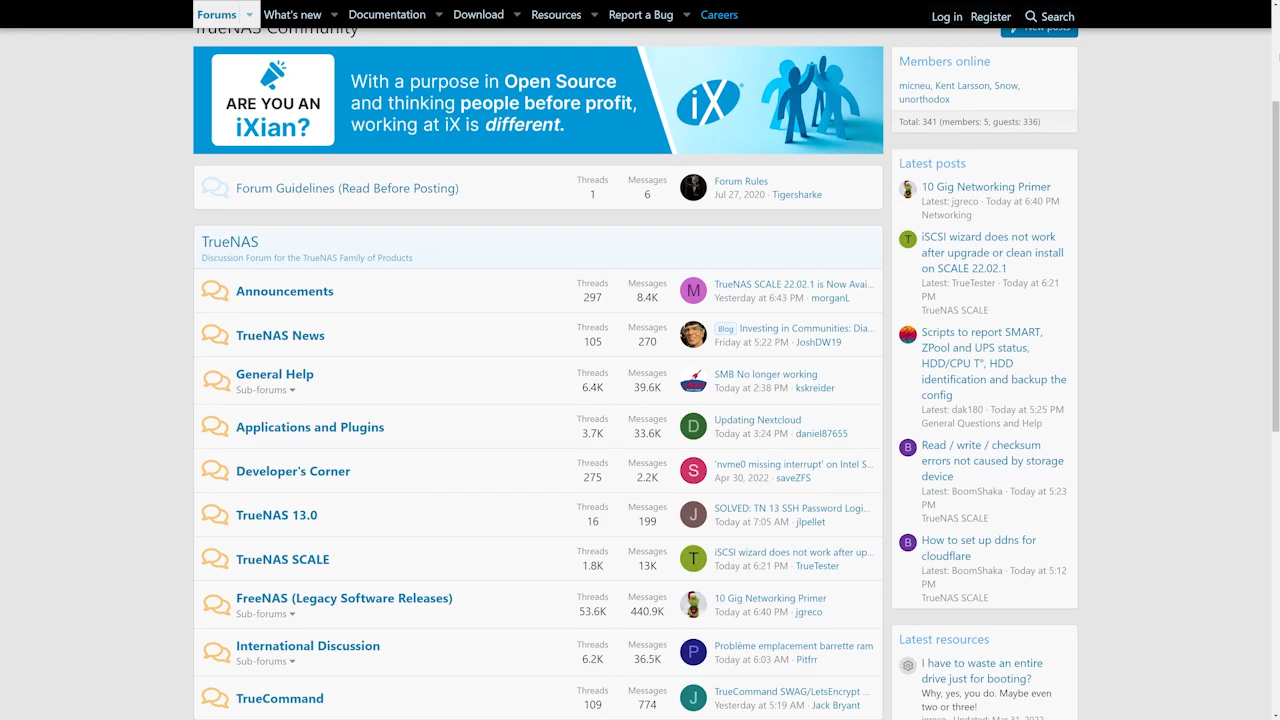 Forums
What's new
Documentation
Download
Resources
Report a Bug
Careers
Log in
Register
Search
TrueNAS Community
New posts
ARE YOU AN
iXian?
With a purpose in Open Source
and thinking people before profit,
working at iX is different.
iX
Forum Guidelines (Read Before Posting)
Threads
1
Messages
6
Forum Rules
Jul 27, 2020 · Tigersharke
TrueNAS
Discussion Forum for the TrueNAS Family of Products
Announcements
Threads
297
Messages
8.4K
M
TrueNAS SCALE 22.02.1 is Now Avai...
Yesterday at 6:43 PM · morganL
TrueNAS News
Threads
105
Messages
270
Blog Investing in Communities: Dia...
Friday at 5:22 PM · JoshDW19
General Help
Sub-forums
Threads
6.4K
Messages
39.6K
SMB No longer working
Today at 2:38 PM · kskreider
Applications and Plugins
Threads
3.7K
Messages
33.6K
D
Updating Nextcloud
Today at 3:24 PM · daniel87655
Developer's Corner
Threads
275
Messages
2.2K
S
'nvme0 missing interrupt' on Intel S...
Apr 30, 2022 · saveZFS
TrueNAS 13.0
Threads
16
Messages
199
J
SOLVED: TN 13 SSH Password Logi...
Today at 7:05 AM · jlpellet
TrueNAS SCALE
Threads
1.8K
Messages
13K
T
iSCSI wizard does not work after up...
Today at 6:21 PM · TrueTester
FreeNAS (Legacy Software Releases)
Sub-forums
Threads
53.6K
Messages
440.9K
10 Gig Networking Primer
Today at 6:40 PM · jgreco
International Discussion
Sub-forums
Threads
6.2K
Messages
36.5K
P
Problème emplacement barrette ram
Today at 6:03 AM · Pitfrr
TrueCommand
Threads
109
Messages
774
J
TrueCommand SWAG/LetsEncrypt ...
Yesterday at 5:19 AM · Jack Bryant
Members online
micneu, Kent Larsson, Snow,
unorthodox
Total: 341 (members: 5, guests: 336)
Latest posts
10 Gig Networking Primer
Latest: jgreco · Today at 6:40 PM
Networking
T
iSCSI wizard does not work
after upgrade or clean install
on SCALE 22.02.1
Latest: TrueTester · Today at 6:21
PM
TrueNAS SCALE
Scripts to report SMART,
ZPool and UPS status,
HDD/CPU T°, HDD
identification and backup the
config
Latest: dak180 · Today at 5:25 PM
General Questions and Help
B
Read / write / checksum
errors not caused by storage
device
Latest: BoomShaka · Today at 5:23
PM
TrueNAS SCALE
B
How to set up ddns for
cloudflare
Latest: BoomShaka · Today at 5:12
PM
TrueNAS SCALE
Latest resources
I have to waste an entire
drive just for booting?
Why, yes, you do. Maybe even
two or three!
jgreco · Updated: Mar 31, 2022